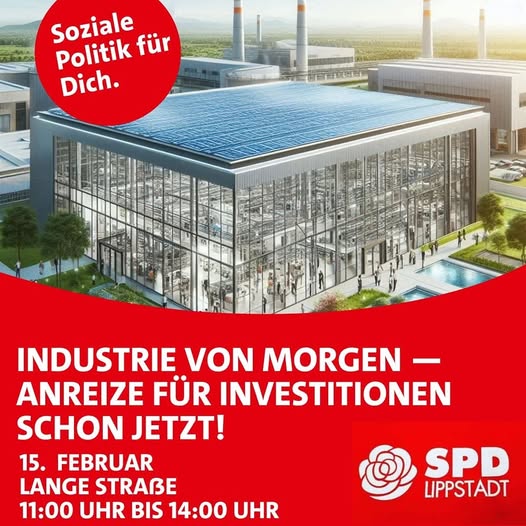 Soziale
Politik für
Dich.
INDUSTRIE VON MORGEN —
ANREIZE FÜR INVESTITIONEN
SCHON JETZT!
15. FEBRUAR
LANGE STRAßE
11:00 UHR BIS 14:00 UHR
SPD
LIPPSTADT